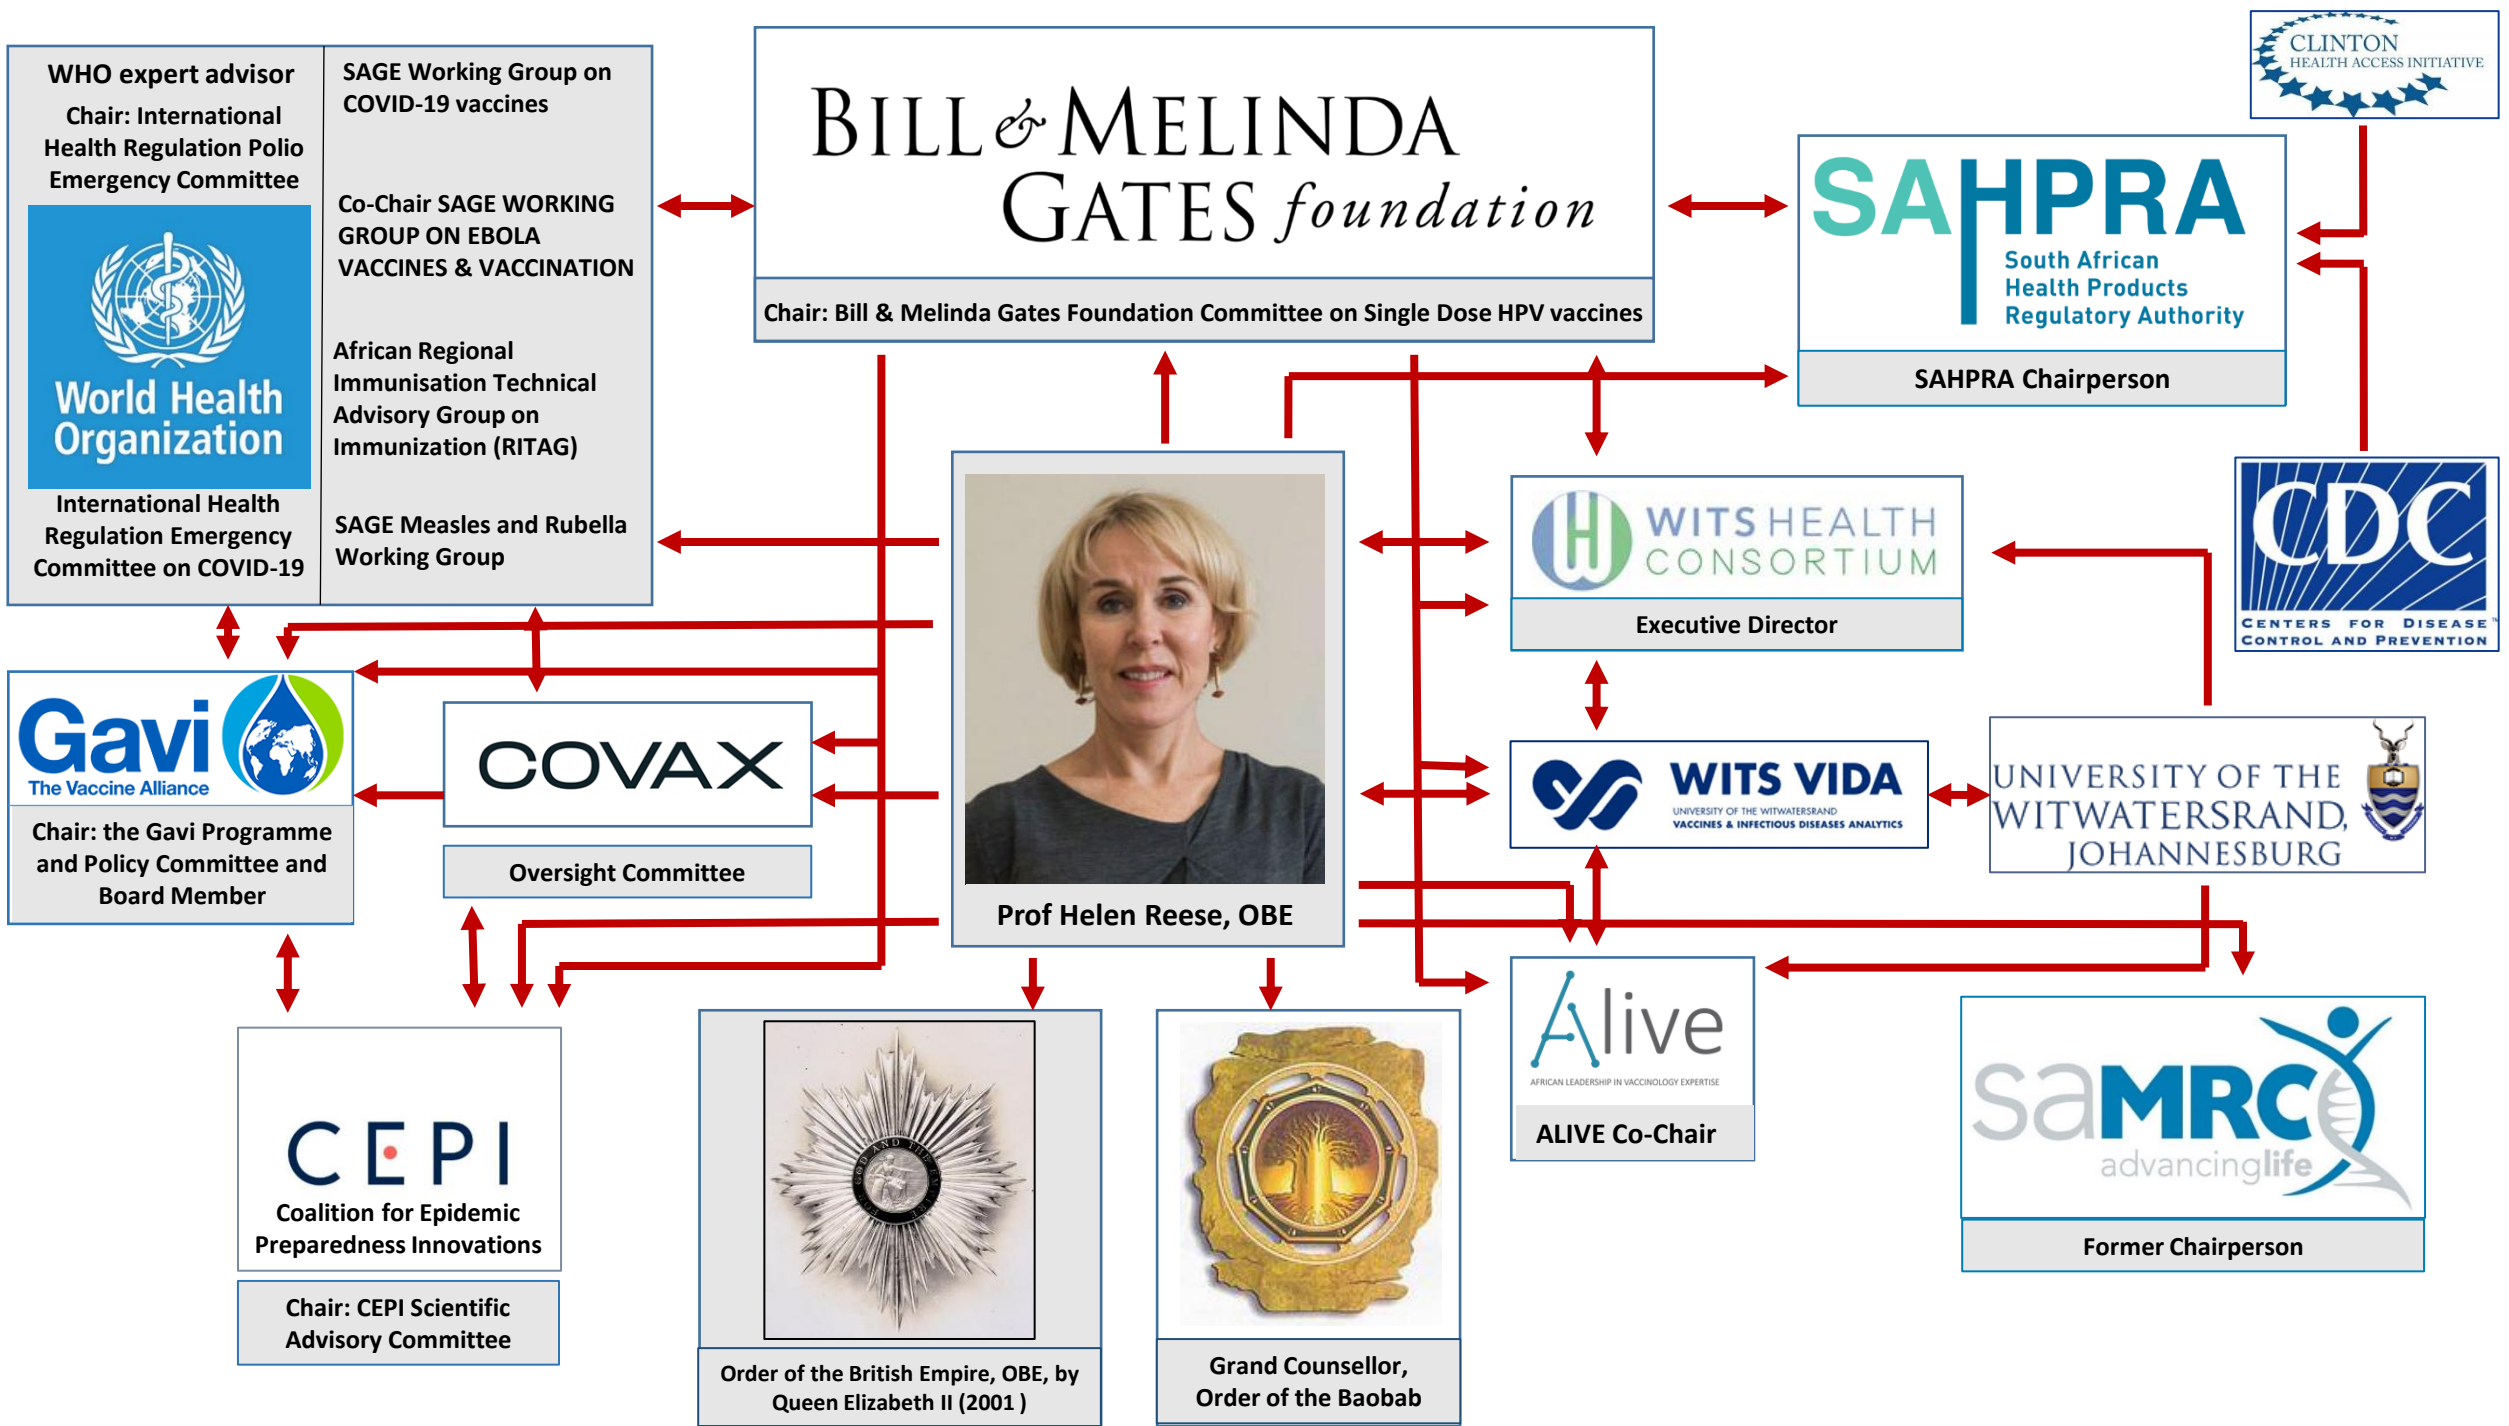 WHO expert advisor
Chair: International
Health Regulation Polio
Emergency Committee
World Health
Organization
International Health
Regulation Emergency
Committee on COVID-19
SAGE Working Group on
COVID-19 vaccines
Co-Chair SAGE WORKING
GROUP ON EBOLA
VACCINES & VACCINATION
African Regional
Immunisation Technical
Advisory Group on
Immunization (RITAG)
SAGE Measles and Rubella
Working Group
BILL & MELINDA
GATES foundation
Chair: Bill & Melinda Gates Foundation Committee on Single Dose HPV vaccines
CLINTON
HEALTH ACCESS INITIATIVE
SAHPRA
South African
Health Products
Regulatory Authority
SAHPRA Chairperson
WITS HEALTH
CONSORTIUM
Executive Director
CDC
CENTERS FOR DISEASE™
CONTROL AND PREVENTION
Gavi
The Vaccine Alliance
Chair: the Gavi Programme
and Policy Committee and
Board Member
COVAX
Oversight Committee
Prof Helen Reese, OBE
WITS VIDA
UNIVERSITY OF THE WITWATERSRAND
VACCINES & INFECTIOUS DISEASES ANALYTICS
UNIVERSITY OF THE
WITWATERSRAND,
JOHANNESBURG
CEPI
Coalition for Epidemic
Preparedness Innovations
Chair: CEPI Scientific
Advisory Committee
FOR GOD AND THE EMPIRE
Order of the British Empire, OBE, by
Queen Elizabeth II (2001 )
Grand Counsellor,
Order of the Baobab
Alive
AFRICAN LEADERSHIP IN VACCINOLOGY EXPERTISE
ALIVE Co-Chair
saMRC
advancinglife
Former Chairperson